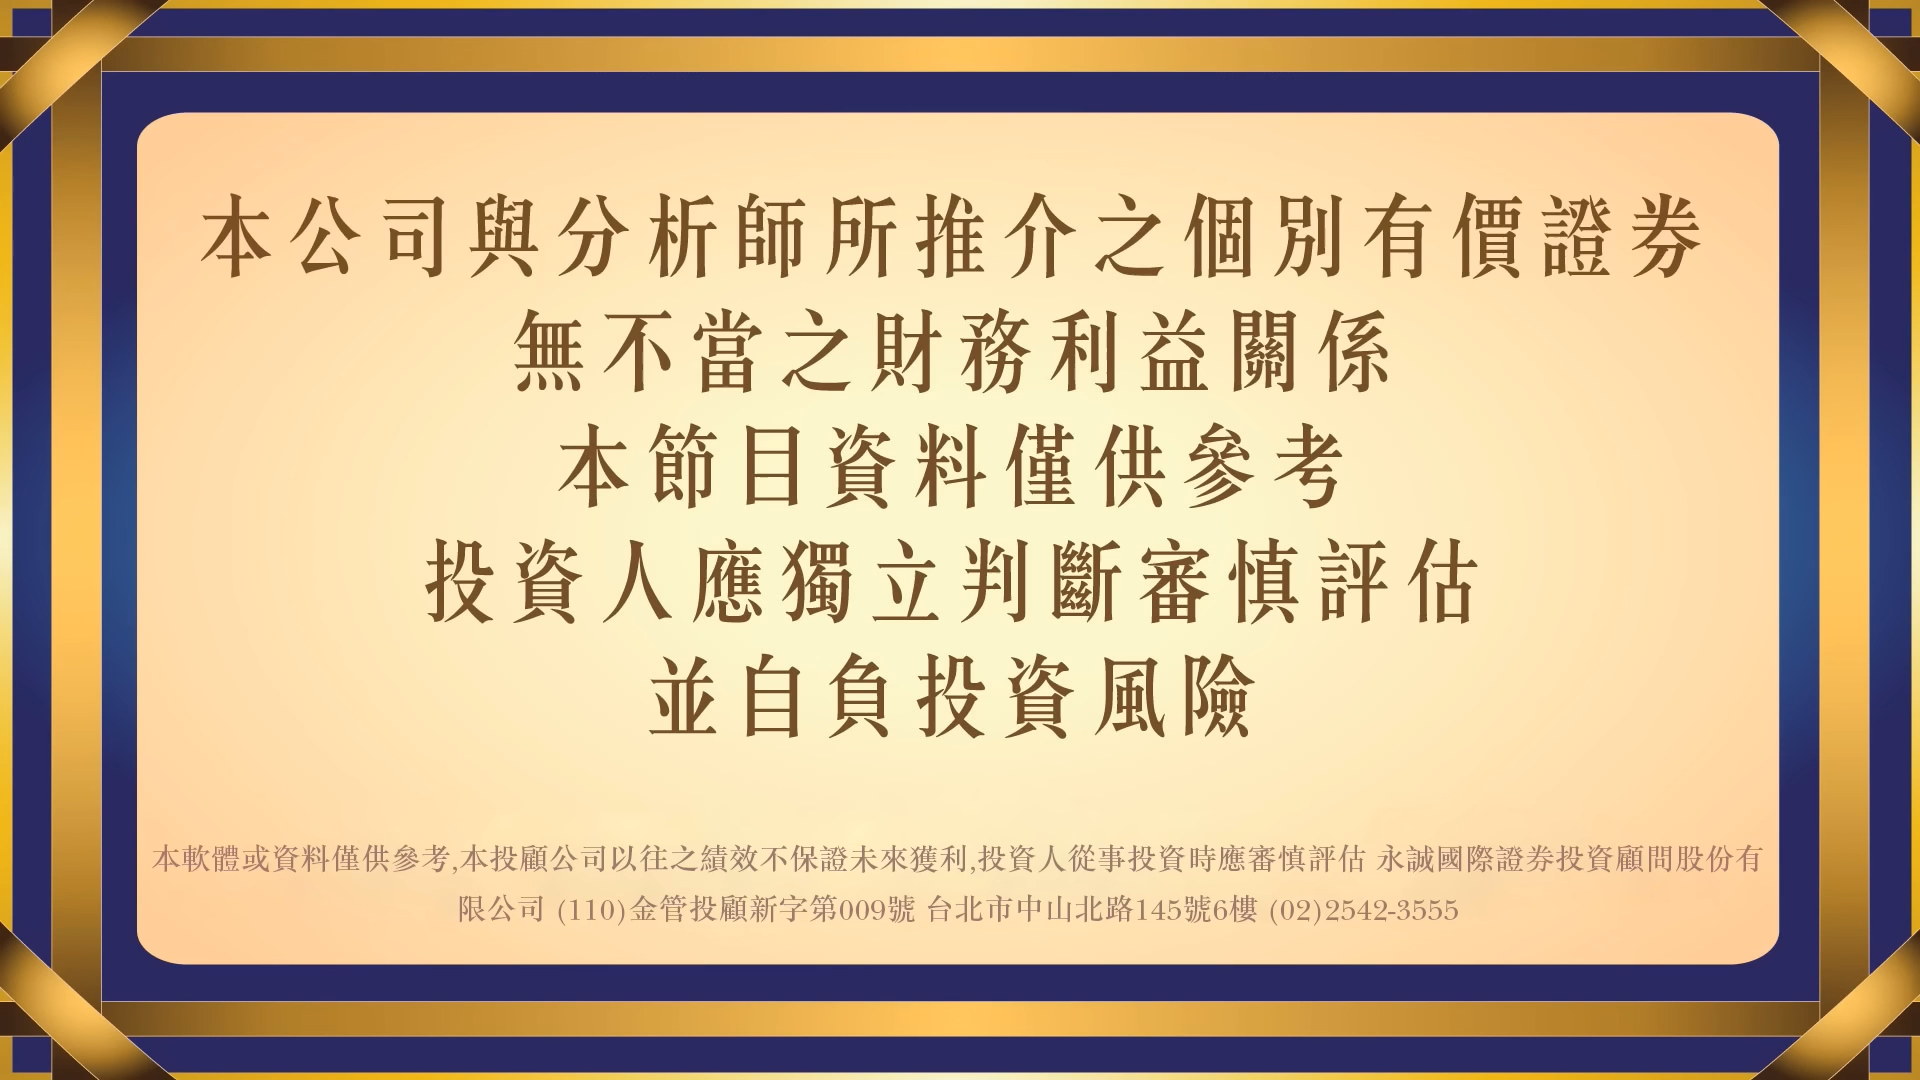 本公司與分析師所推介之個別有價證券
無不當之財務利益關係
本節目資料僅供參考
投資人應獨立判斷審慎評估
並自負投資風險
本軟體或資料僅供參考,本投顧公司以往之績效不保證未來獲利,投資人從事投資時應審慎評估 永誠國際證券投資顧問股份有
限公司 (110)金管投顧新字第009號 台北市中山北路145號6樓 (02)2542-3555